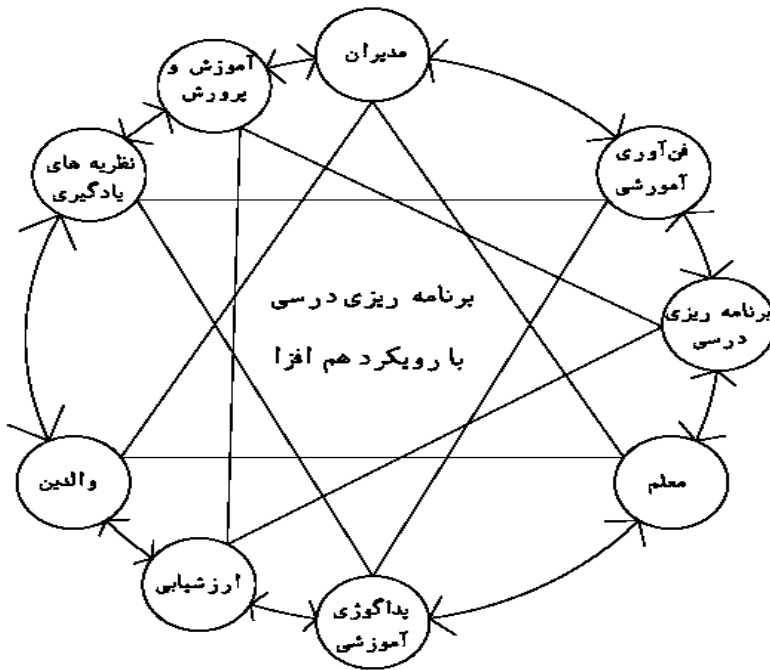 مدیران
آموزش و
پرورش
فن‌آوری
آمورشی
نظریه های
یادگیری
برنامه ریزی درسی
با رویکرد هم افزا
برنامه ریزی
درسی
والدین
معلم
ارزشیابی
پداگوژی
آموزشی